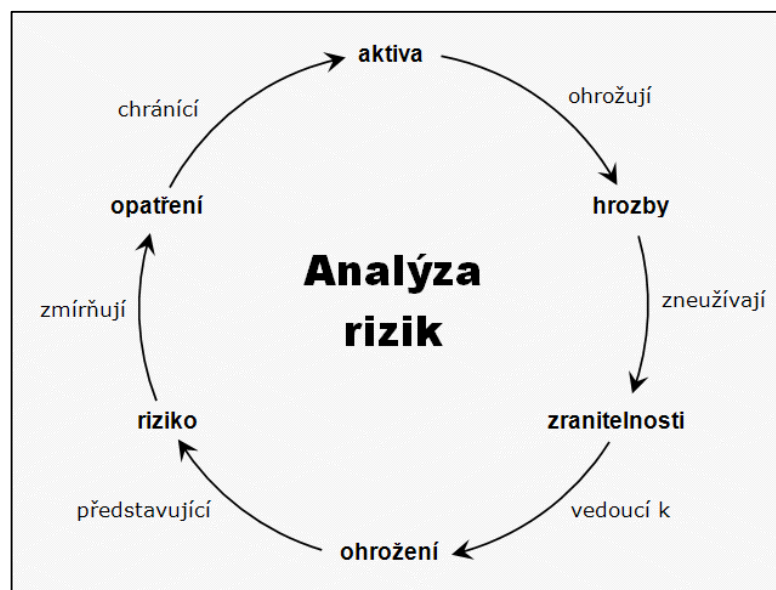 aktiva
ohrožují
hrozby
zneužívají
zranitelnosti
vedoucí k
ohrožení
představující
riziko
zmírňují
opatření
chránící
Analýza
rizik